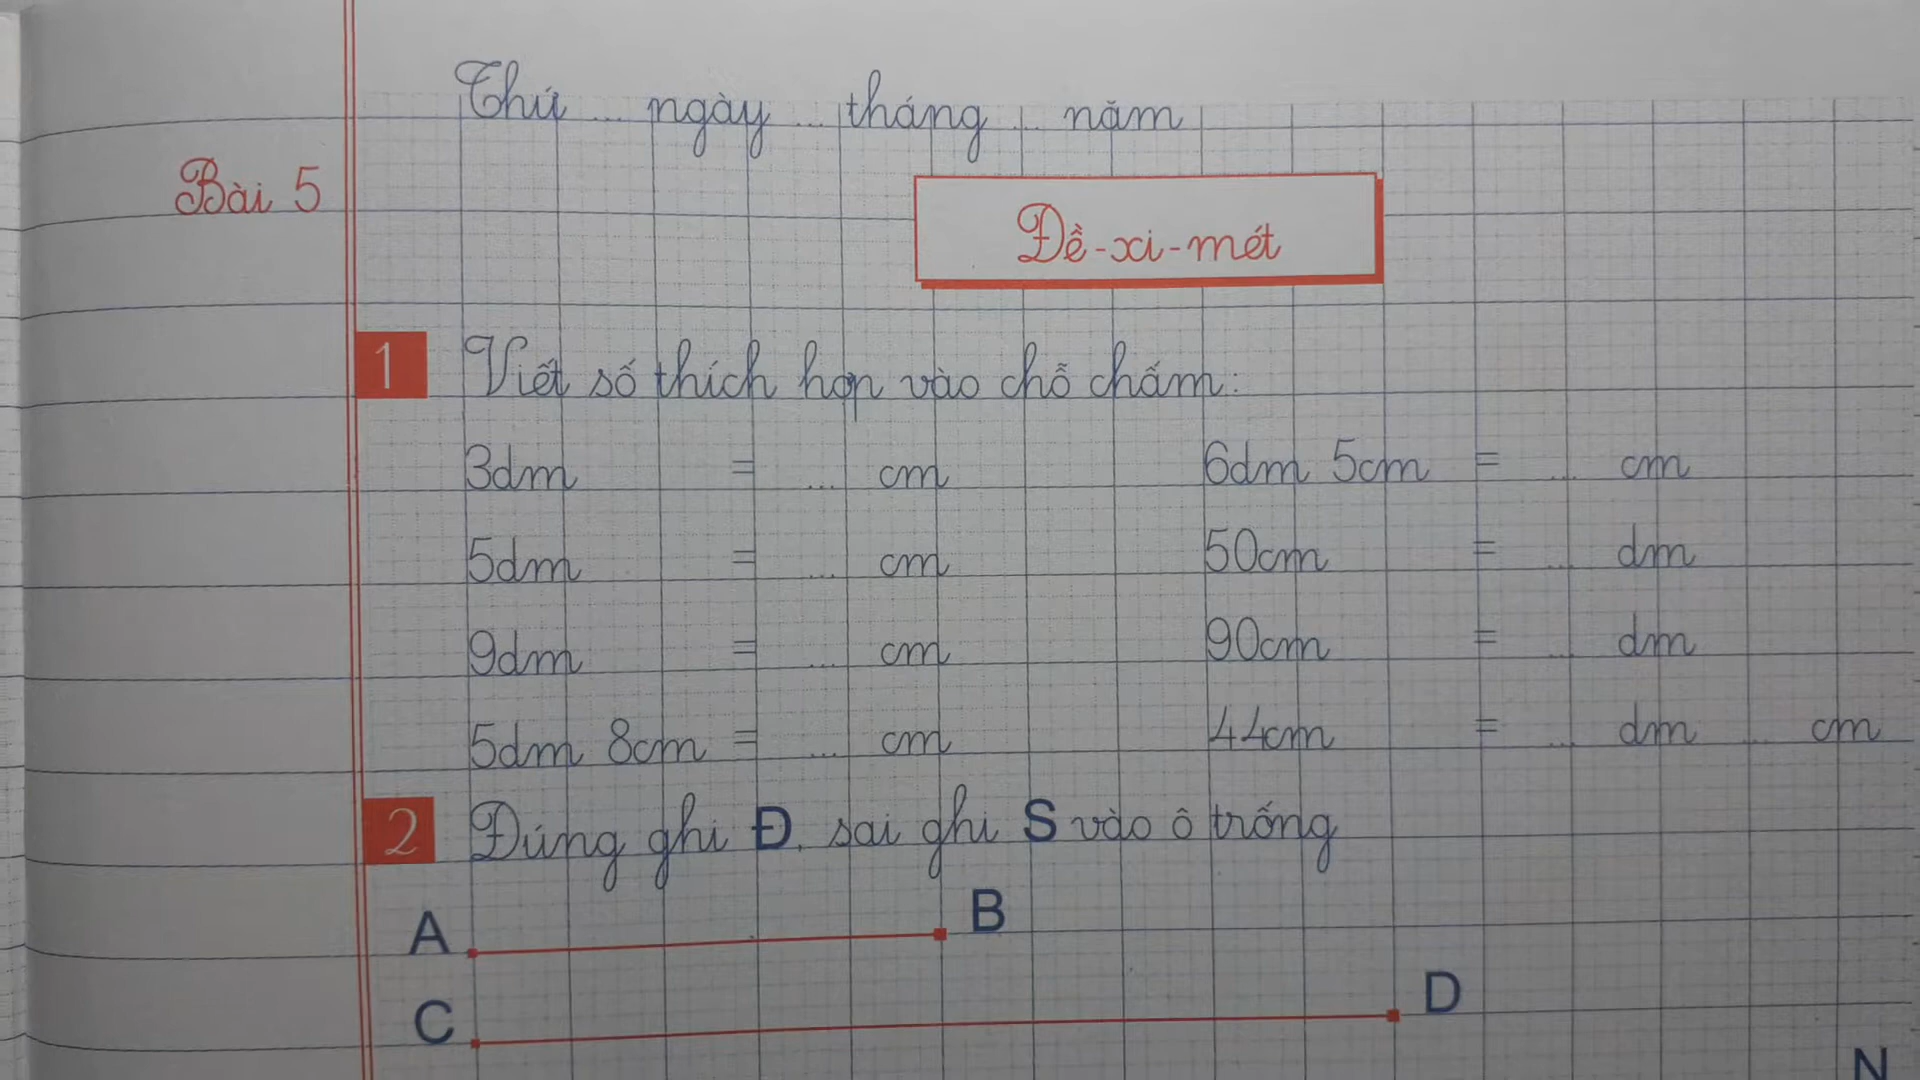 Thứ ... ngày ... tháng ... năm
Bài 5
Đề-xi-mét
1 Viết số thích hợp vào chỗ chấm:
3dm = ... cm 6dm 5cm = ... cm
5dm = ... cm 50cm = ... dm
9dm = ... cm 90cm = ... dm
5dm 8cm = ... cm 44cm = ... dm ... cm
2 Đúng ghi Đ, sai ghi S vào ô trống
A B
C D
N